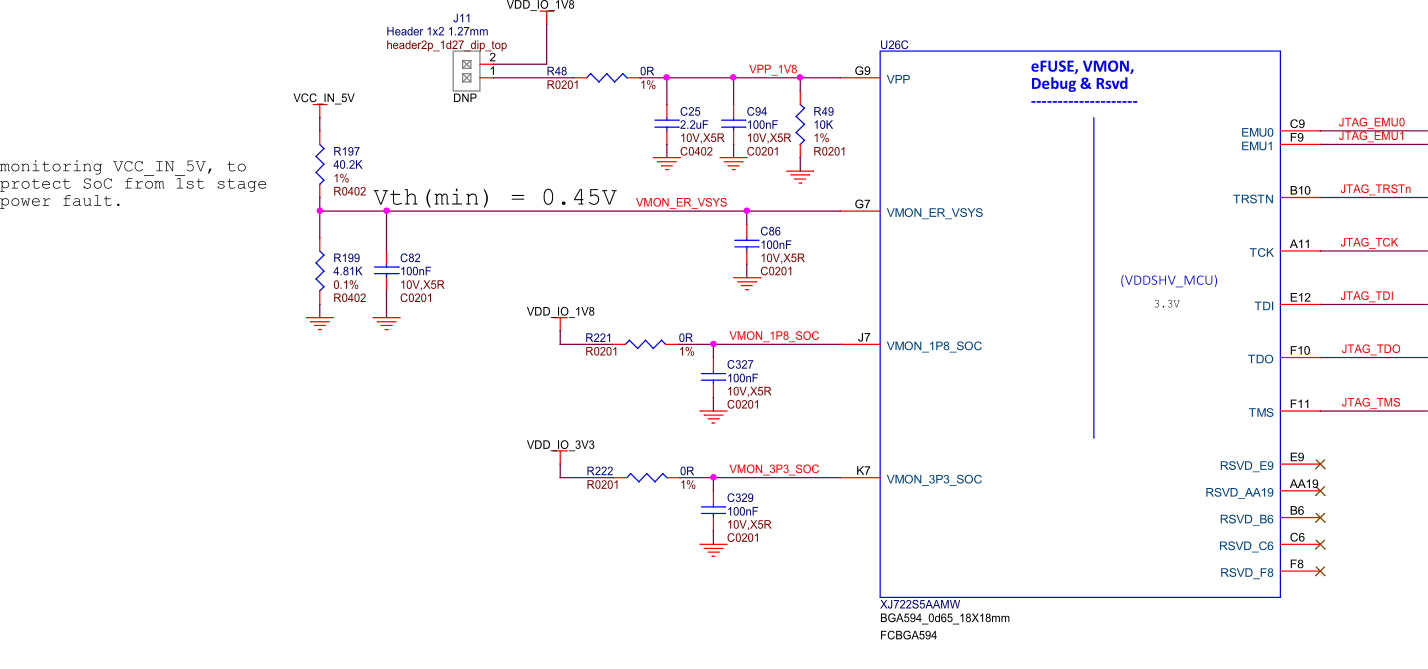 VDD_IO_1V8
J11
Header 1x2 1.27mm
header2p_1d27_dip_top
2
1
DNP
R48
R0201
0R
1%
VPP_1V8
G9
C25
2.2uF
10V,X5R
C0402
C94
100nF
10V,X5R
C0201
R49
10K
1%
R0201
VCC_IN_5V
R197
40.2K
1%
R0402
monitoring VCC_IN_5V, to
protect SoC from 1st stage
power fault.
Vth(min) = 0.45V
VMON_ER_VSYS
G7
R199
4.81K
0.1%
R0402
C82
100nF
10V,X5R
C0201
C86
100nF
10V,X5R
C0201
VDD_IO_1V8
R221
R0201
0R
1%
VMON_1P8_SOC
J7
C327
100nF
10V,X5R
C0201
VDD_IO_3V3
R222
R0201
0R
1%
VMON_3P3_SOC
K7
C329
100nF
10V,X5R
C0201
U26C
eFUSE, VMON,
Debug & Rsvd
---------------------
VPP
VMON_ER_VSYS
VMON_1P8_SOC
VMON_3P3_SOC
(VDDSHV_MCU)
3.3V
EMU0 C9 JTAG_EMU0
EMU1 F9 JTAG_EMU1
TRSTN B10 JTAG_TRSTn
TCK A11 JTAG_TCK
TDI E12 JTAG_TDI
TDO F10 JTAG_TDO
TMS F11 JTAG_TMS
RSVD_E9 E9
RSVD_AA19 AA19
RSVD_B6 B6
RSVD_C6 C6
RSVD_F8 F8
XJ722S5AAMW
BGA594_0d65_18X18mm
FCBGA594